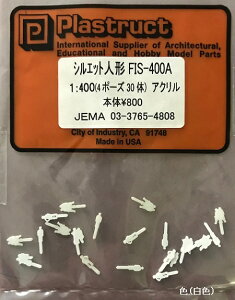 Plastruct
International Supplier of Architectural,
Educational and Hobby Model Parts
シルエット人形 FIS-400A
1:400(4ポーズ30体) アクリル
本体¥800
JEMA 03-3765-4808
City of Industry, CA 91748
Made in USA
色(白色)